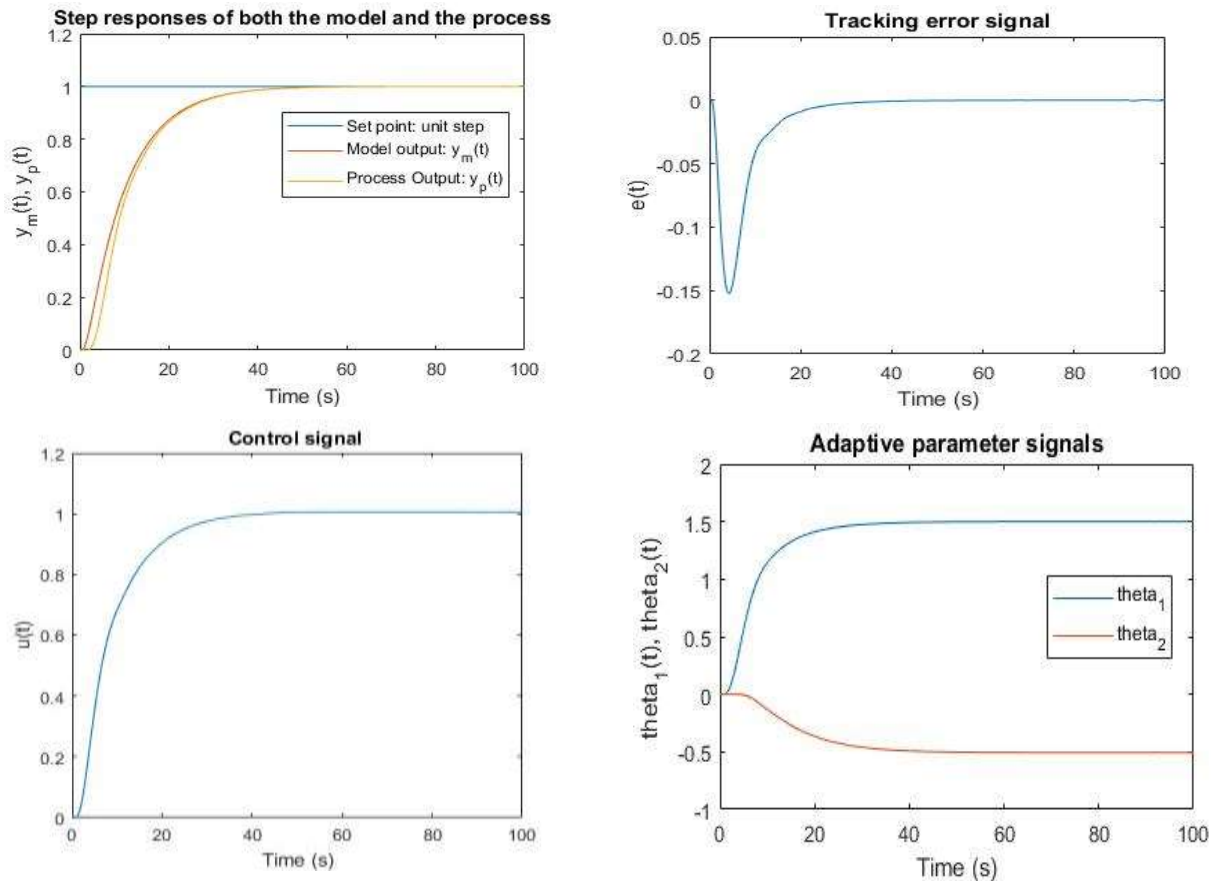 Step responses of both the model and the process
1.2
1
0.8
0.6
0.4
0.2
0
y_m(t), y_p(t)
Set point: unit step
Model output: y_m(t)
Process Output: y_p(t)
0 20 40 60 80 100
Time (s)
Tracking error signal
0.05
0
-0.05
-0.1
-0.15
-0.2
e(t)
0 20 40 60 80 100
Time (s)
Control signal
1.2
1
0.8
0.6
0.4
0.2
0
u(t)
0 20 40 60 80 100
Time (s)
Adaptive parameter signals
2
1.5
1
0.5
0
-0.5
-1
theta_1(t), theta_2(t)
theta_1
theta_2
0 20 40 60 80 100
Time (s)